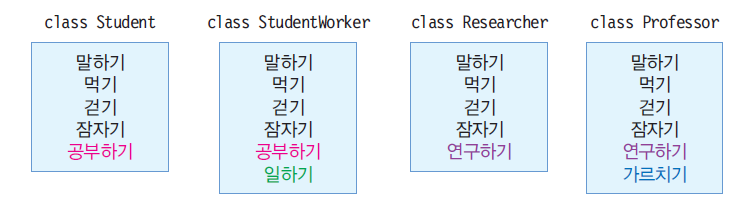 class Student
말하기
먹기
걷기
잠자기
공부하기
class StudentWorker
말하기
먹기
걷기
잠자기
공부하기
일하기
class Researcher
말하기
먹기
걷기
잠자기
연구하기
class Professor
말하기
먹기
걷기
잠자기
연구하기
가르치기